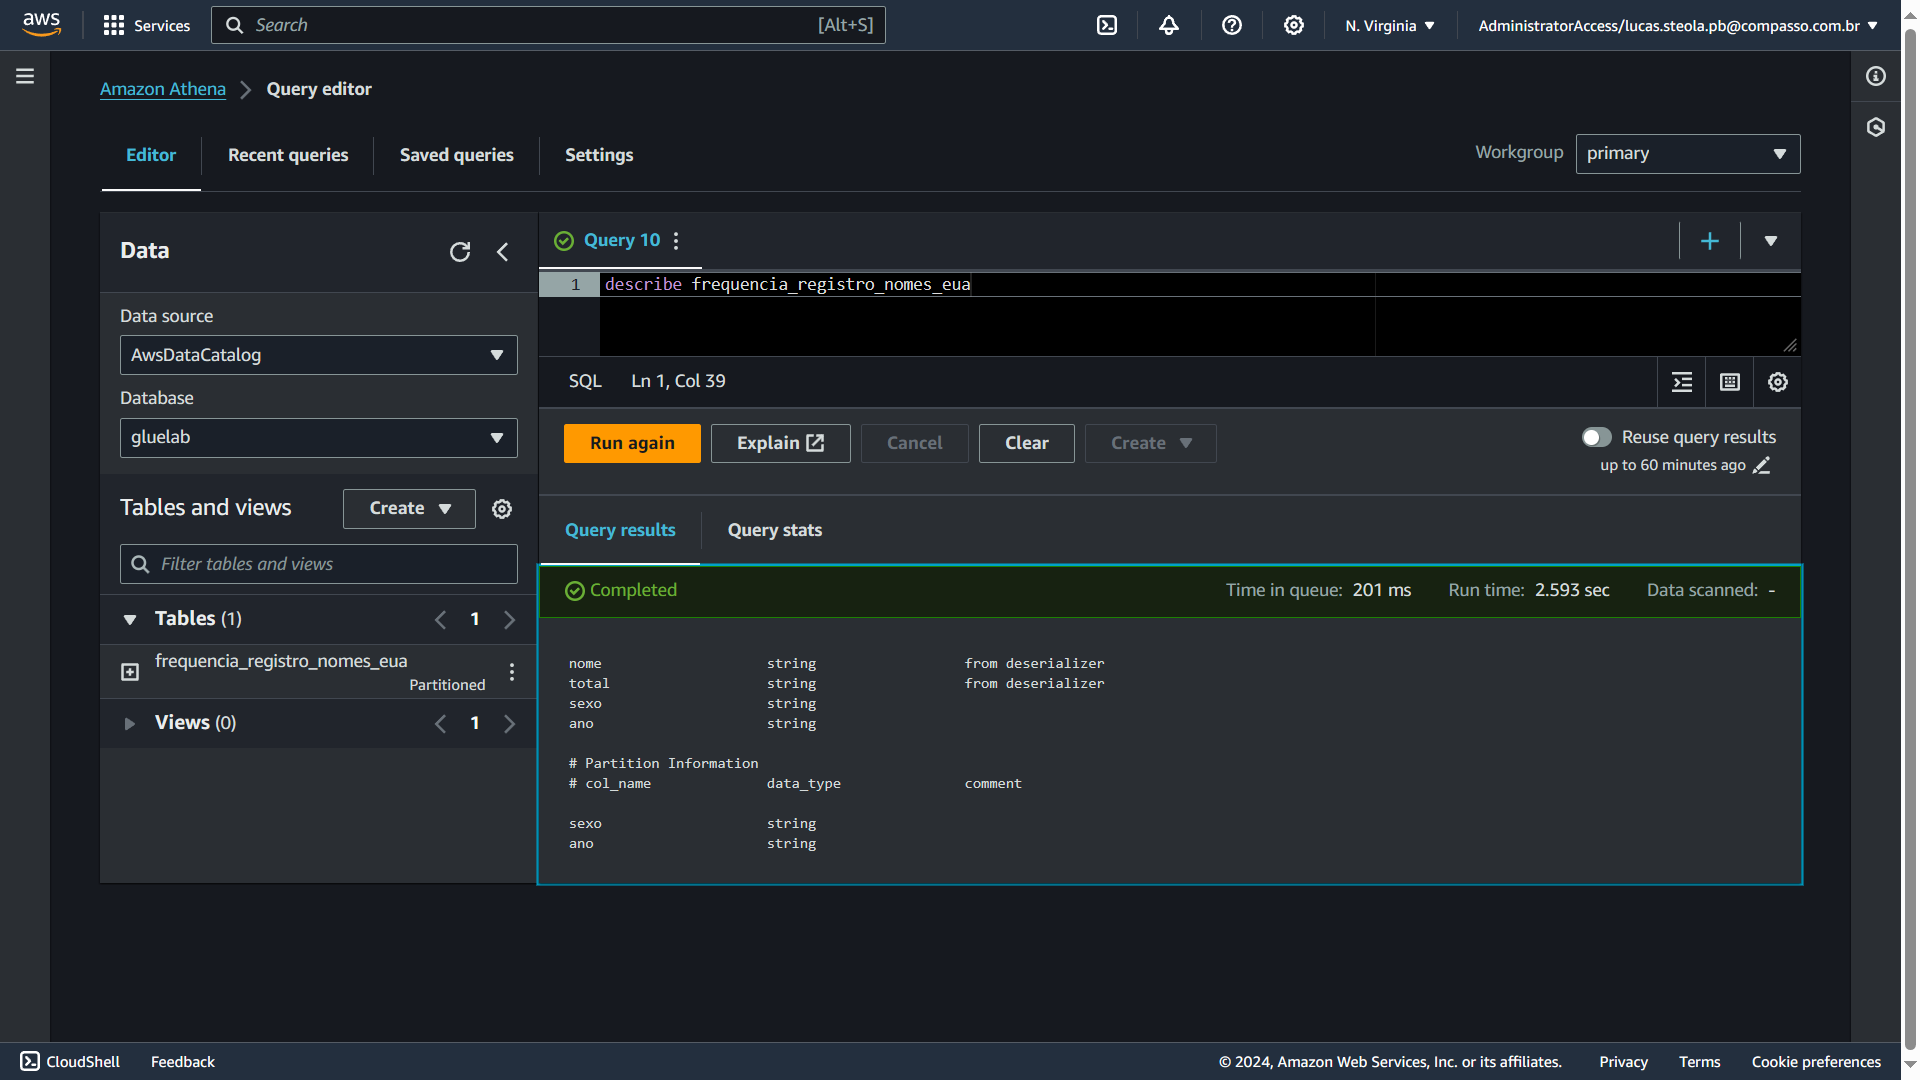 aws
Services
Search
[Alt+S]
N. Virginia
AdministratorAccess/lucas.steola.pb@compasso.com.br
Amazon Athena
Query editor
Editor
Recent queries
Saved queries
Settings
Workgroup
primary
Data
Data source
AwsDataCatalog
Database
gluelab
Tables and views
Create
Filter tables and views
Tables (1)
1
frequencia_registro_nomes_eua
Partitioned
Views (0)
1
Query 10
1 describe frequencia_registro_nomes_eua
SQL Ln 1, Col 39
Run again
Explain
Cancel
Clear
Create
Reuse query results
up to 60 minutes ago
Query results
Query stats
Completed
Time in queue: 201 ms
Run time: 2.593 sec
Data scanned: -
nome string from deserializer
total string from deserializer
sexo string
ano string
# Partition Information
# col_name data_type comment
sexo string
ano string
CloudShell
Feedback
© 2024, Amazon Web Services, Inc. or its affiliates.
Privacy
Terms
Cookie preferences